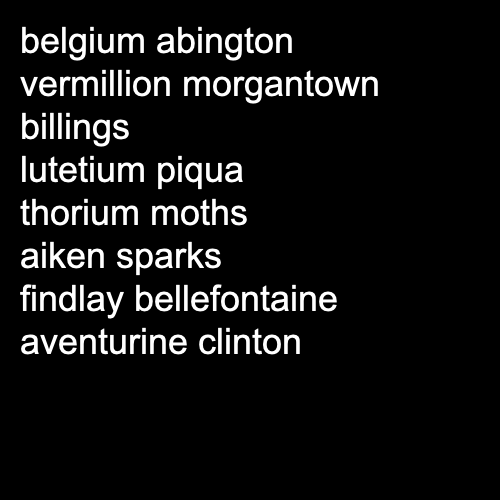 belgium abington
vermillion morgantown
billings
lutetium piqua
thorium moths
aiken sparks
findlay bellefontaine
aventurine clinton